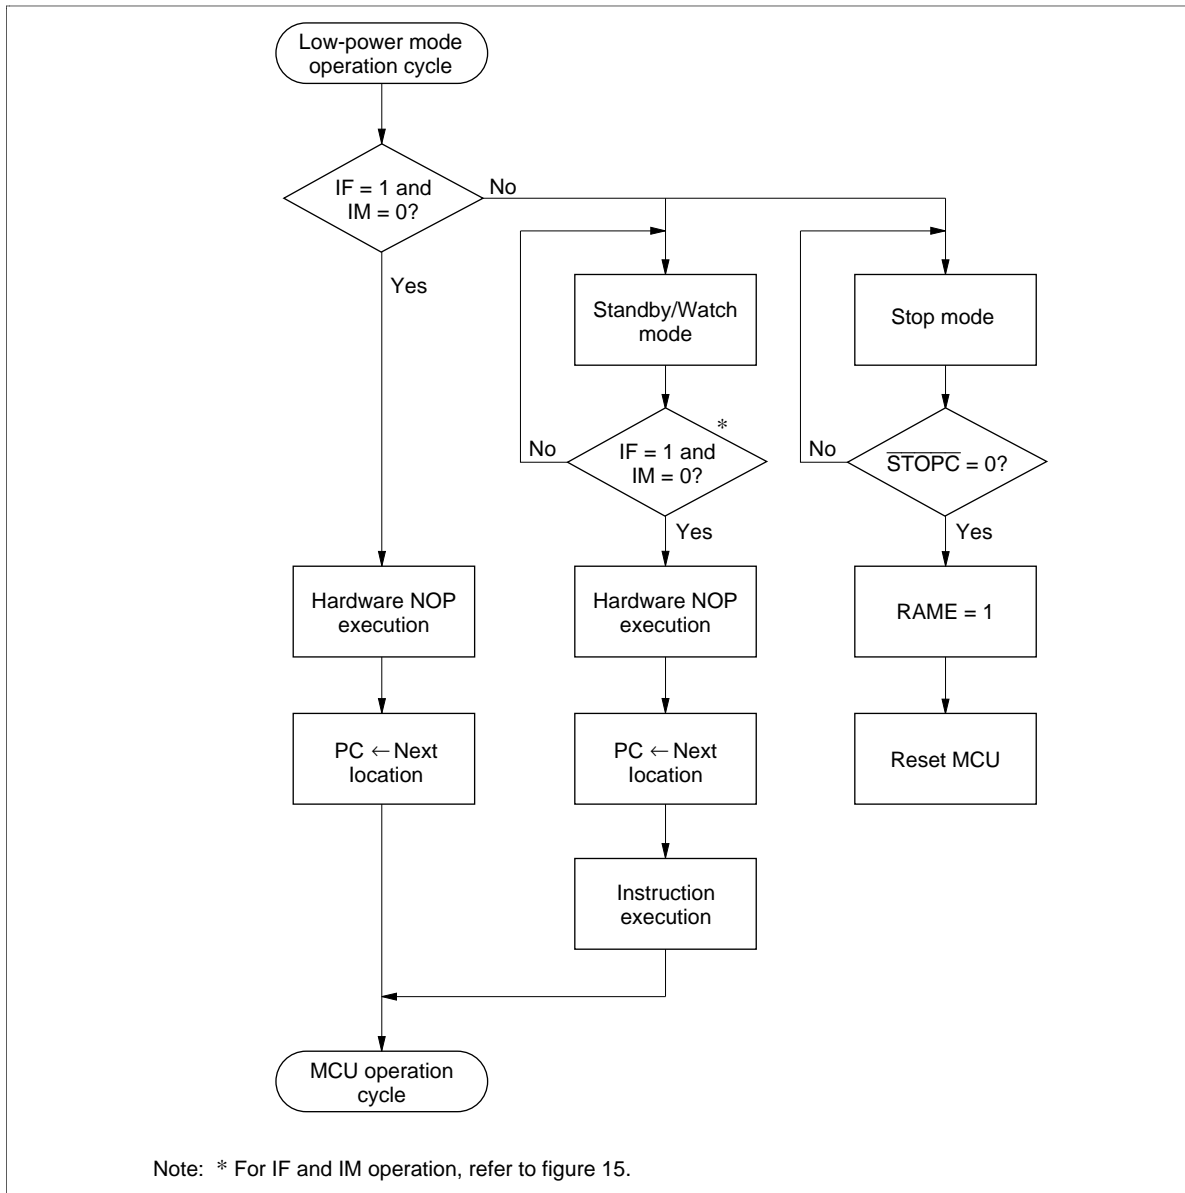 Low-power mode
operation cycle
IF = 1 and
IM = 0?
No
Yes
Standby/Watch
mode
Stop mode
*
No
IF = 1 and
IM = 0?
No
S̅T̅O̅P̅C̅ = 0?
Yes
Yes
Hardware NOP
execution
Hardware NOP
execution
RAME = 1
PC ← Next
location
PC ← Next
location
Reset MCU
Instruction
execution
MCU operation
cycle
Note: * For IF and IM operation, refer to figure 15.